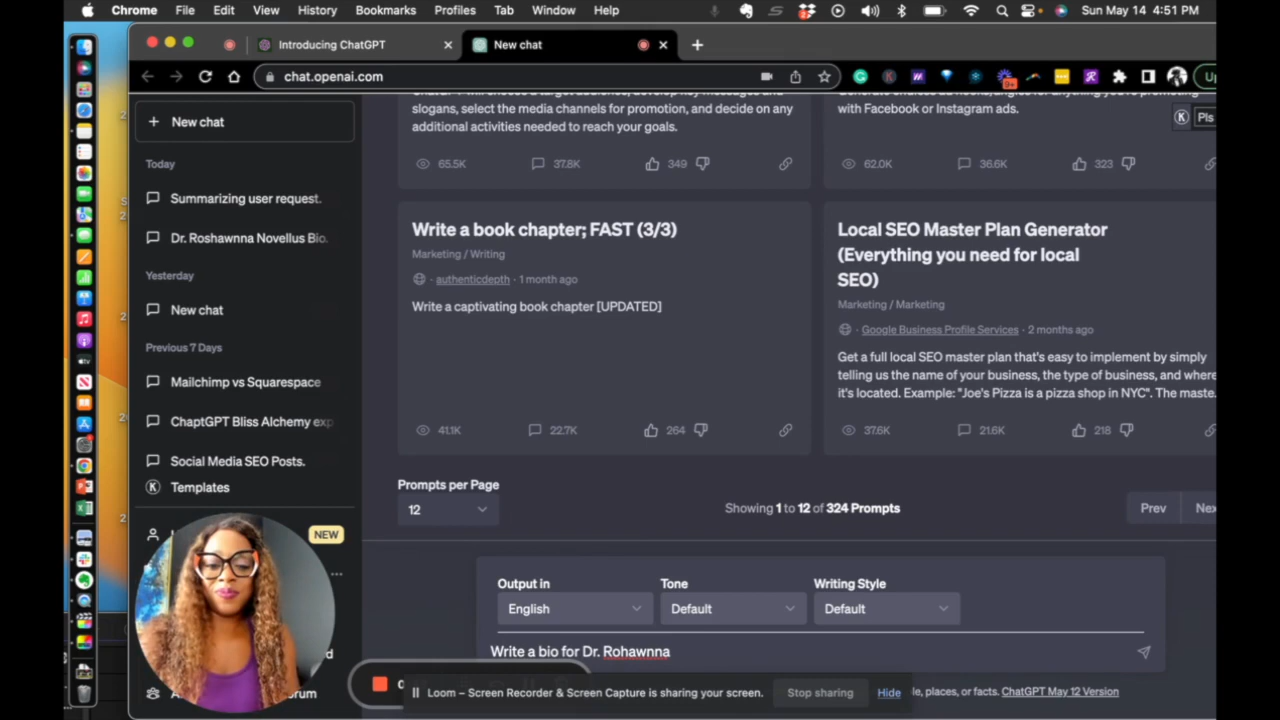 Chrome File Edit View History Bookmarks Profiles Tab Window Help
Sun May 14 4:51 PM
Introducing ChatGPT
New chat
chat.openai.com
New chat
Today
Summarizing user request.
Dr. Roshawnna Novellus Bio.
Yesterday
New chat
Previous 7 Days
Mailchimp vs Squarespace
ChaptGPT Bliss Alchemy exp
Social Media SEO Posts.
Templates
NEW
slogans, select the media channels for promotion, and decide on any
additional activities needed to reach your goals.
65.5K 37.8K 349
with Facebook or Instagram ads.
62.0K 36.6K 323
Pls
Write a book chapter; FAST (3/3)
Marketing / Writing
authenticdepth · 1 month ago
Write a captivating book chapter [UPDATED]
41.1K 22.7K 264
Local SEO Master Plan Generator
(Everything you need for local
SEO)
Marketing / Marketing
Google Business Profile Services · 2 months ago
Get a full local SEO master plan that's easy to implement by simply
telling us the name of your business, the type of business, and where
it's located. Example: "Joe's Pizza is a pizza shop in NYC". The maste.
37.6K 21.6K 218
Prompts per Page
12
Showing 1 to 12 of 324 Prompts
Prev
Output in Tone Writing Style
English Default Default
Write a bio for Dr. Rohawnna
Loom – Screen Recorder & Screen Capture is sharing your screen.
Stop sharing
Hide
le, places, or facts. ChatGPT May 12 Version